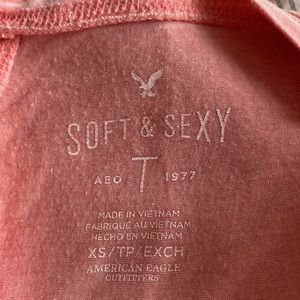 SOFT & SEXY
AEO T 1977
MADE IN VIETNAM
FABRIQUÉ AU VIETNAM
HECHO EN VIETNAM
XS/TP/EXCH
AMERICAN EAGLE
OUTFITTERS